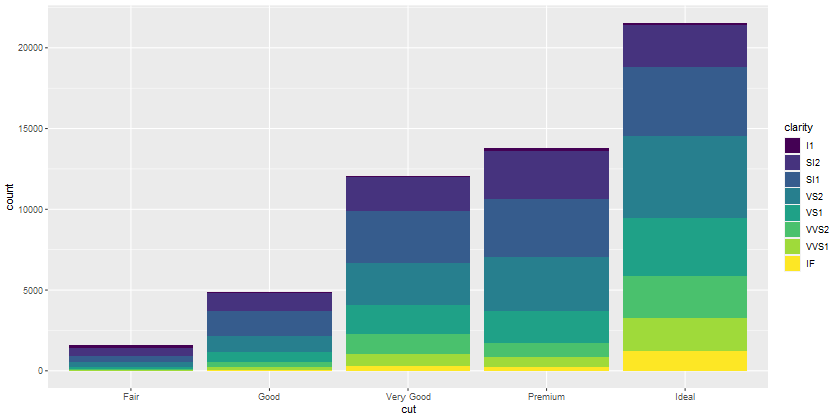 20000
15000
10000
5000
0
count
Fair
Good
Very Good
Premium
Ideal
cut
clarity
I1
SI2
SI1
VS2
VS1
VVS2
VVS1
IF